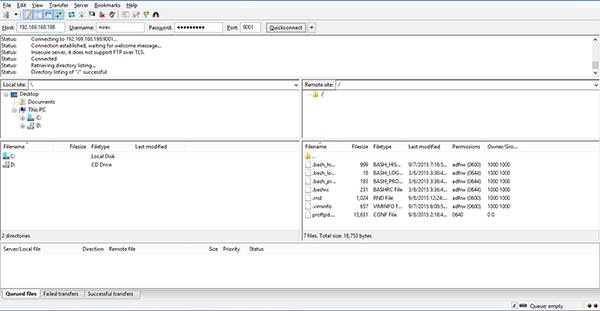 File Edit View Transfer Server Bookmarks Help
Host: 192.169.168.198 Username: nirav Password: ●●●●●●●●● Port: 9001 Quickconnect
Status: Connecting to 192.169.168.198:9001...
Status: Connection established, waiting for welcome message...
Status: Insecure server, it does not support FTP over TLS.
Status: Connected
Status: Retrieving directory listing...
Status: Directory listing of "/" successful
Local site: \
Remote site: /
Desktop
Documents
This PC
C:
D:
/
Filename Filesize Filetype Last modified
C: Local Disk
D: CD Drive
2 directories
Filename Filesize Filetype Last modified Permissions Owner/Gro...
..
.bash_hi... 999 BASH_HIS... 9/7/2015 7:16:5... adfrw (0600) 1000 1000
.bash_lo... 18 BASH_LOG... 3/6/2015 3:36:4... adfrw (0644) 1000 1000
.bash_pr... 193 BASH_PRO... 3/6/2015 3:36:4... adfrw (0644) 1000 1000
.bashrc 231 BASHRC File 3/6/2015 3:36:4... adfrw (0644) 1000 1000
.rnd 1,024 RND File 9/8/2015 12:24:... adfrw (0600) 1000 1000
.viminfo 657 VIMINFO F... 9/7/2015 6:08:5... adfrw (0600) 1000 1000
proftpd.... 15,631 CONF File 9/8/2015 2:18:4... 0640 0 0
7 files. Total size: 18,753 bytes
Server/Local file Direction Remote file Size Priority Status
Queued files Failed transfers Successful transfers
Queue: empty